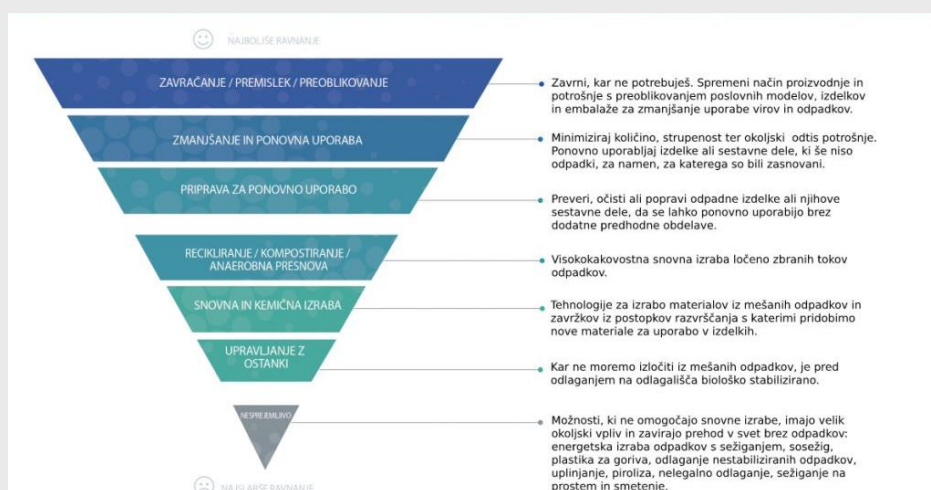 NAJBOLJŠE RAVNANJE
ZAVRAČANJE / PREMISLEK / PREOBLIKOVANJE
Zavrni, kar ne potrebuješ. Spremeni način proizvodnje in
potrošnje s preoblikovanjem poslovnih modelov, izdelkov
in embalaže za zmanjšanje uporabe virov in odpadkov.
ZMANJŠANJE IN PONOVNA UPORABA
Minimiziraj količino, strupenost ter okoljski odtis potrošnje.
Ponovno uporabljaj izdelke ali sestavne dele, ki še niso
odpadki, za namen, za katerega so bili zasnovani.
PRIPRAVA ZA PONOVNO UPORABO
Preveri, očisti ali popravi odpadne izdelke ali njihove
sestavne dele, da se lahko ponovno uporabijo brez
dodatne predhodne obdelave.
RECIKLIRANJE / KOMPOSTIRANJE /
ANAEROBNA PRESNOVA
Visokokakovostna snovna izraba ločeno zbranih tokov
odpadkov.
SNOVNA IN KEMIČNA IZRABA
Tehnologije za izrabo materialov iz mešanih odpadkov in
zavržkov iz postopkov razvrščanja s katerimi pridobimo
nove materiale za uporabo v izdelkih.
UPRAVLJANJE Z
OSTANKI
Kar ne moremo izločiti iz mešanih odpadkov, je pred
odlaganjem na odlagališča biološko stabilizirano.
NESPREJEMLJIVO
Možnosti, ki ne omogočajo snovne izrabe, imajo velik
okoljski vpliv in zavirajo prehod v svet brez odpadkov:
energetska izraba odpadkov s sežiganjem, sosežig,
plastika za goriva, odlaganje nestabiliziranih odpadkov,
uplinjanje, piroliza, nelegalno odlaganje, sežiganje na
prostem in smetenje.
NAJSLABŠE RAVNANJE